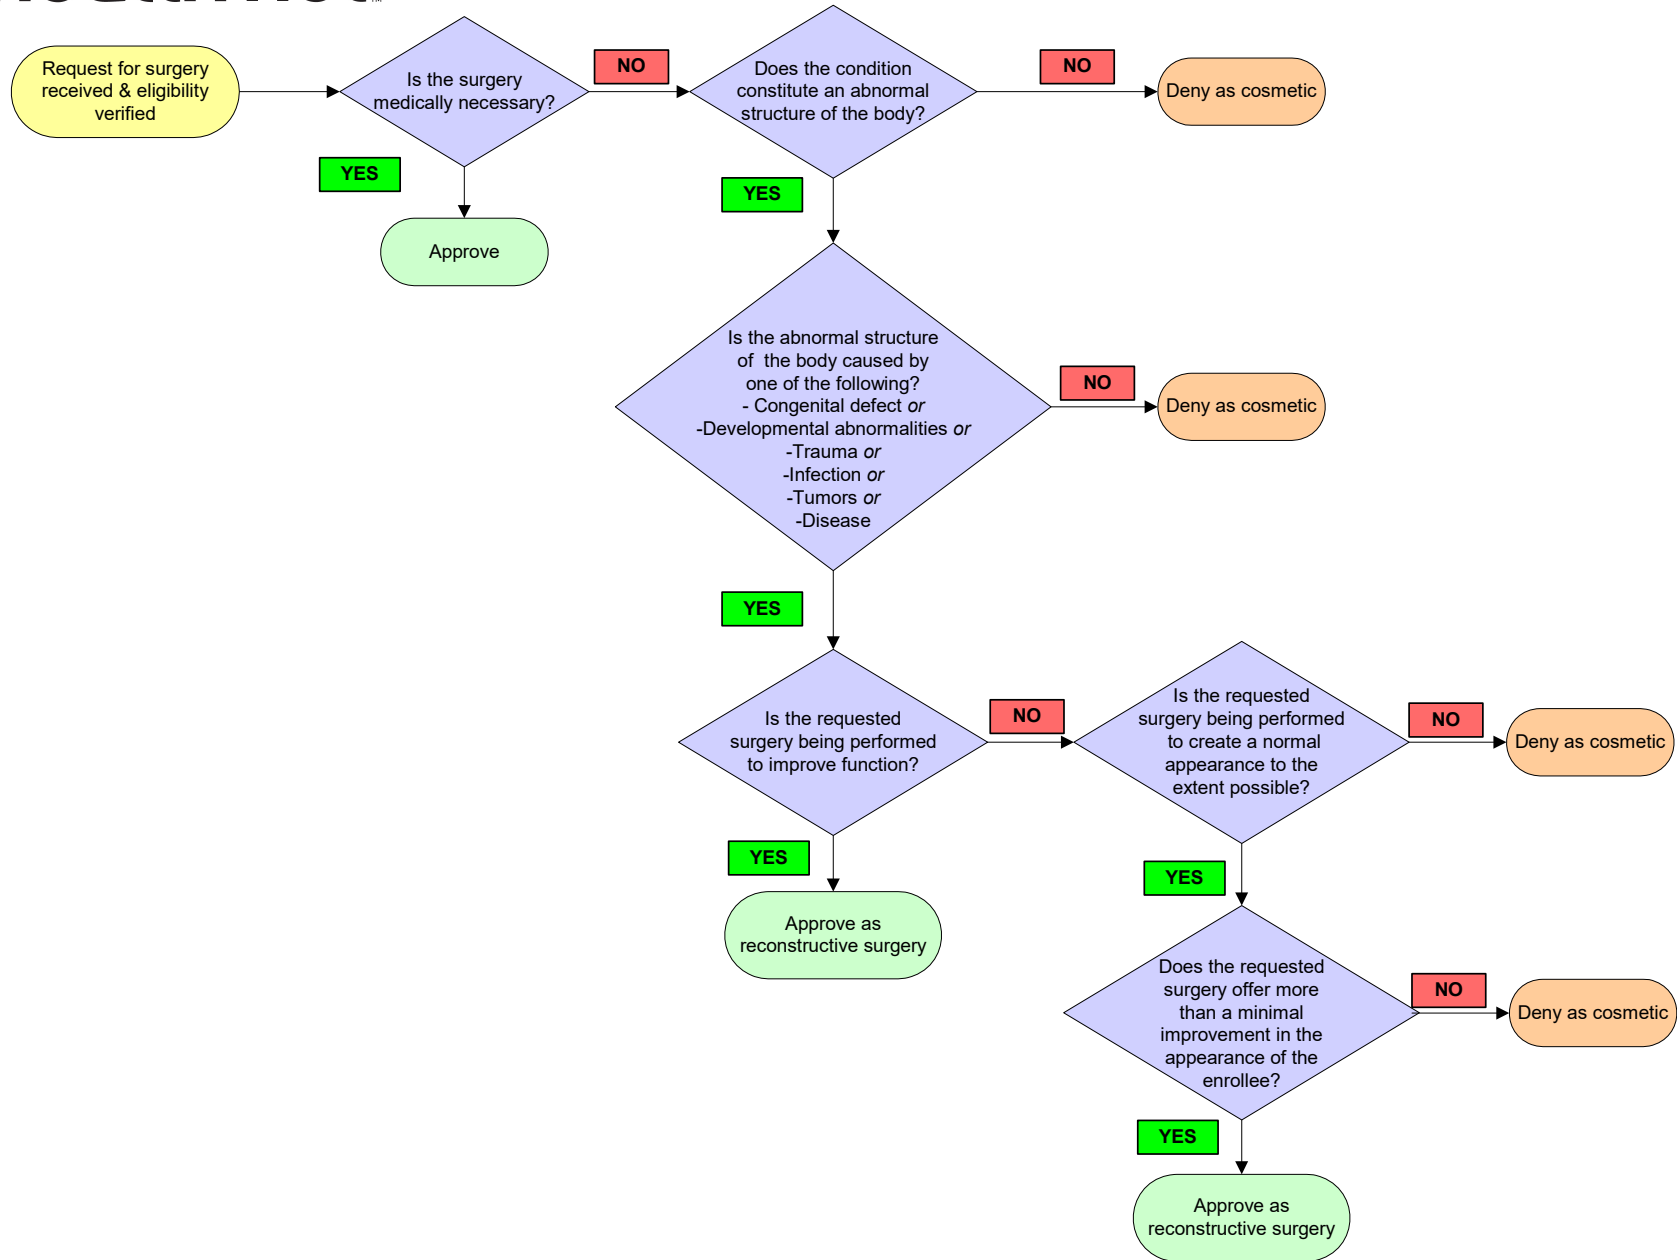 Request for surgery
received & eligibility
verified
Is the surgery
medically necessary?
NO
Does the condition
constitute an abnormal
structure of the body?
NO
Deny as cosmetic
YES
Approve
YES
Is the abnormal structure
of the body caused by
one of the following?
- Congenital defect or
-Developmental abnormalities or
-Trauma or
-Infection or
-Tumors or
-Disease
NO
Deny as cosmetic
YES
Is the requested
surgery being performed
to improve function?
NO
Is the requested
surgery being performed
to create a normal
appearance to the
extent possible?
NO
Deny as cosmetic
YES
Approve as
reconstructive surgery
YES
Does the requested
surgery offer more
than a minimal
improvement in the
appearance of the
enrollee?
NO
Deny as cosmetic
YES
Approve as
reconstructive surgery